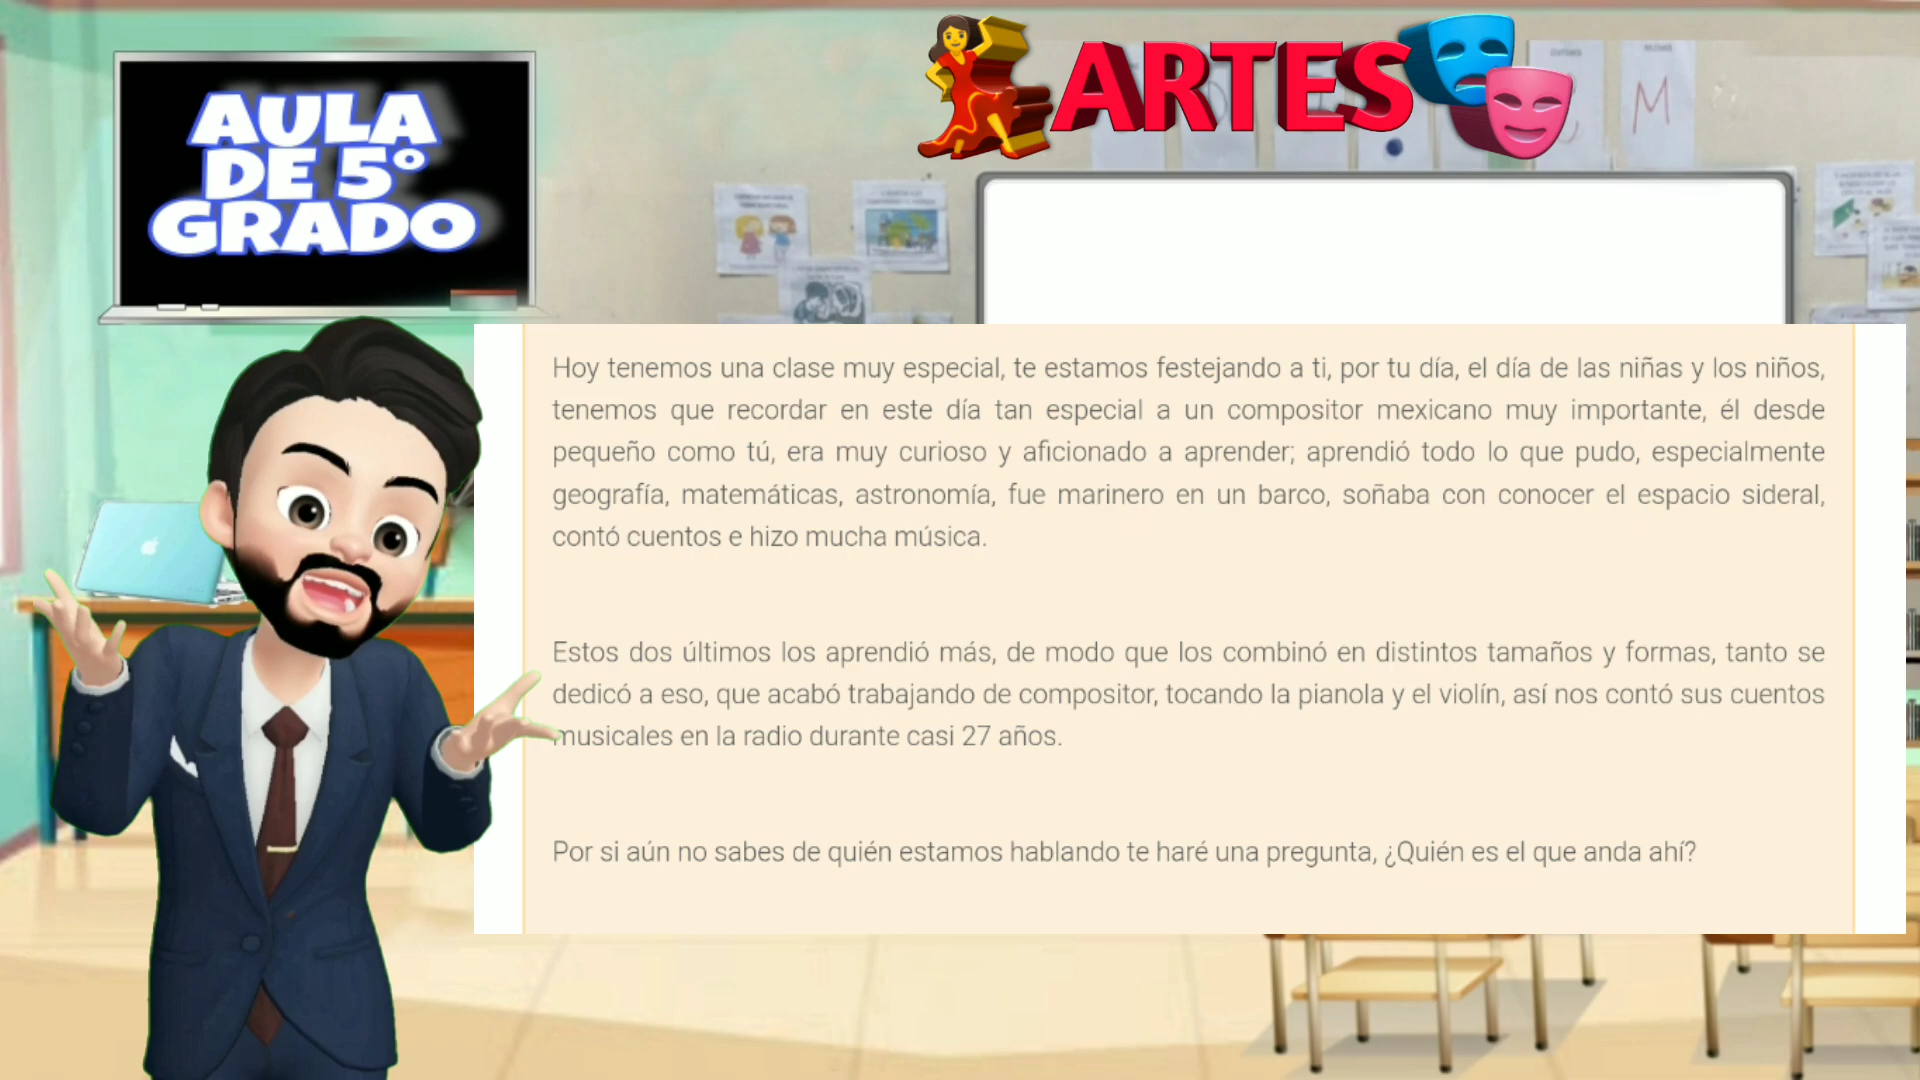 AULA
DE 5º
GRADO
ARTES
M
Hoy tenemos una clase muy especial, te estamos festejando a ti, por tu día, el día de las niñas y los niños,
tenemos que recordar en este día tan especial a un compositor mexicano muy importante, él desde
pequeño como tú, era muy curioso y aficionado a aprender; aprendió todo lo que pudo, especialmente
geografía, matemáticas, astronomía, fue marinero en un barco, soñaba con conocer el espacio sideral,
contó cuentos e hizo mucha música.
Estos dos últimos los aprendió más, de modo que los combinó en distintos tamaños y formas, tanto se
dedicó a eso, que acabó trabajando de compositor, tocando la pianola y el violín, así nos contó sus cuentos
musicales en la radio durante casi 27 años.
Por si aún no sabes de quién estamos hablando te haré una pregunta, ¿Quién es el que anda ahí?